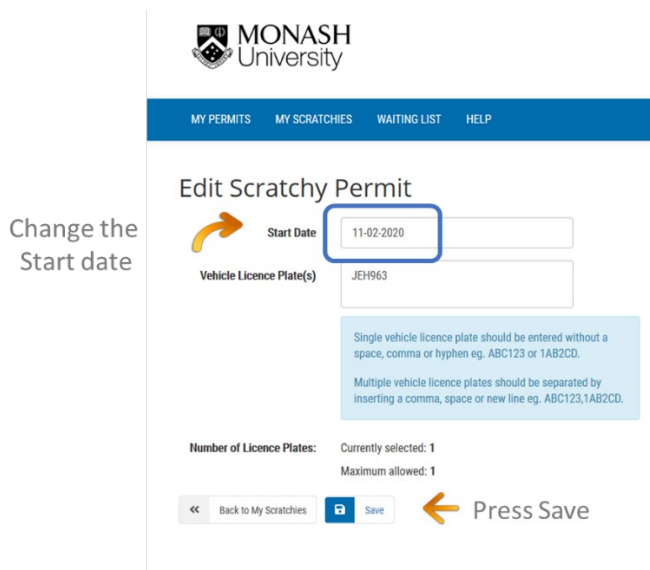 MONASH
University
MY PERMITS MY SCRATCHIES WAITING LIST HELP
Edit Scratchy Permit
Change the
Start date
Start Date 11-02-2020
Vehicle Licence Plate(s) JEH963
Single vehicle licence plate should be entered without a
space, comma or hyphen eg. ABC123 or 1AB2CD.
Multiple vehicle licence plates should be separated by
inserting a comma, space or new line eg. ABC123,1AB2CD.
Number of Licence Plates: Currently selected: 1
Maximum allowed: 1
Back to My Scratchies Save Press Save